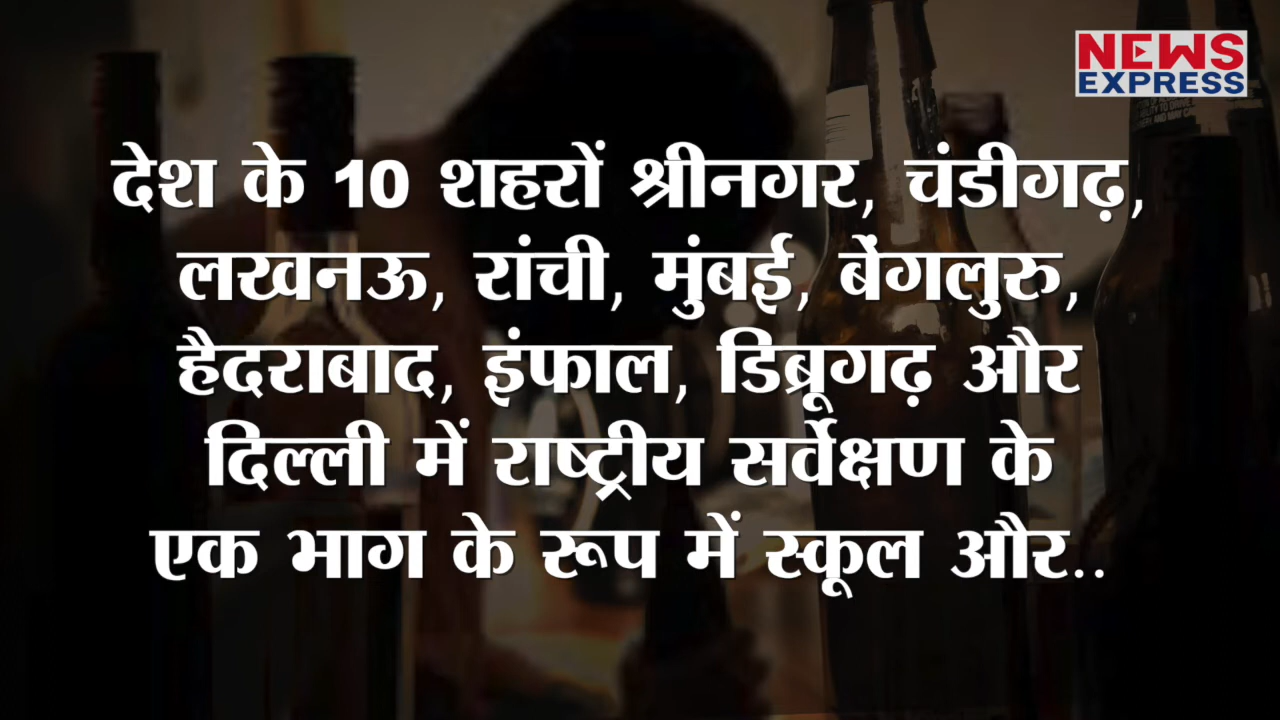 NEWS
EXPRESS
देश के 10 शहरों श्रीनगर, चंडीगढ़,
लखनऊ, रांची, मुंबई, बेंगलुरु,
हैदराबाद, इंफाल, डिब्रूगढ़ और
दिल्ली में राष्ट्रीय सर्वेक्षण के
एक भाग के रूप में स्कूल और..